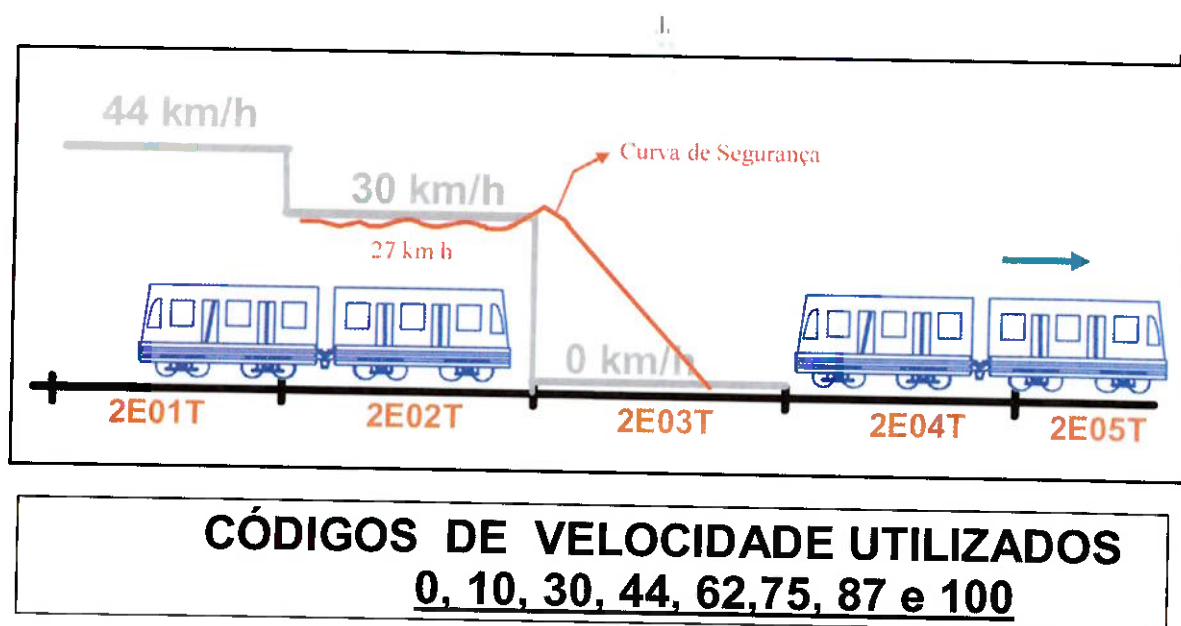 44 km/h
Curva de Segurança
30 km/h
27 km h
0 km/h
2E01T
2E02T
2E03T
2E04T
2E05T
CÓDIGOS DE VELOCIDADE UTILIZADOS
0, 10, 30, 44, 62,75, 87 e 100